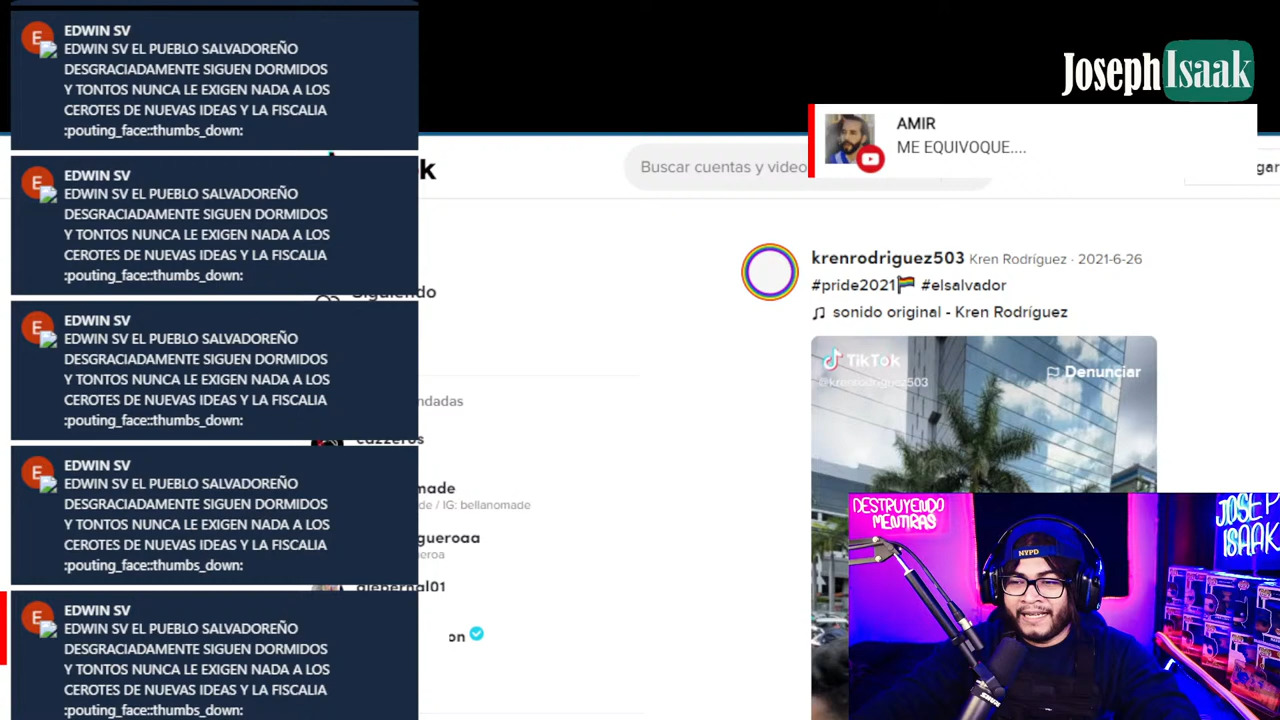 EDWIN SV
EDWIN SV EL PUEBLO SALVADOREÑO
DESGRACIADAMENTE SIGUEN DORMIDOS
Y TONTOS NUNCA LE EXIGEN NADA A LOS
CEROTES DE NUEVAS IDEAS Y LA FISCALIA
:pouting_face::thumbs_down:
EDWIN SV
EDWIN SV EL PUEBLO SALVADOREÑO
DESGRACIADAMENTE SIGUEN DORMIDOS
Y TONTOS NUNCA LE EXIGEN NADA A LOS
CEROTES DE NUEVAS IDEAS Y LA FISCALIA
:pouting_face::thumbs_down:
EDWIN SV
EDWIN SV EL PUEBLO SALVADOREÑO
DESGRACIADAMENTE SIGUEN DORMIDOS
Y TONTOS NUNCA LE EXIGEN NADA A LOS
CEROTES DE NUEVAS IDEAS Y LA FISCALIA
:pouting_face::thumbs_down:
EDWIN SV
EDWIN SV EL PUEBLO SALVADOREÑO
DESGRACIADAMENTE SIGUEN DORMIDOS
Y TONTOS NUNCA LE EXIGEN NADA A LOS
CEROTES DE NUEVAS IDEAS Y LA FISCALIA
:pouting_face::thumbs_down:
EDWIN SV
EDWIN SV EL PUEBLO SALVADOREÑO
DESGRACIADAMENTE SIGUEN DORMIDOS
Y TONTOS NUNCA LE EXIGEN NADA A LOS
CEROTES DE NUEVAS IDEAS Y LA FISCALIA
:pouting_face::thumbs_down:
Siguiendo
cazzeros
/ IG: bellanomade
alebernal01
Joseph Isaak
AMIR
ME EQUIVOQUE....
Buscar cuentas y video
krenrodriguez503 Kren Rodríguez · 2021-6-26
#pride2021 #elsalvador
sonido original - Kren Rodríguez
TikTok
@krenrodriguez503
Denunciar
DESTRUYENDO
MENTIRAS
NYPD
ISAAK